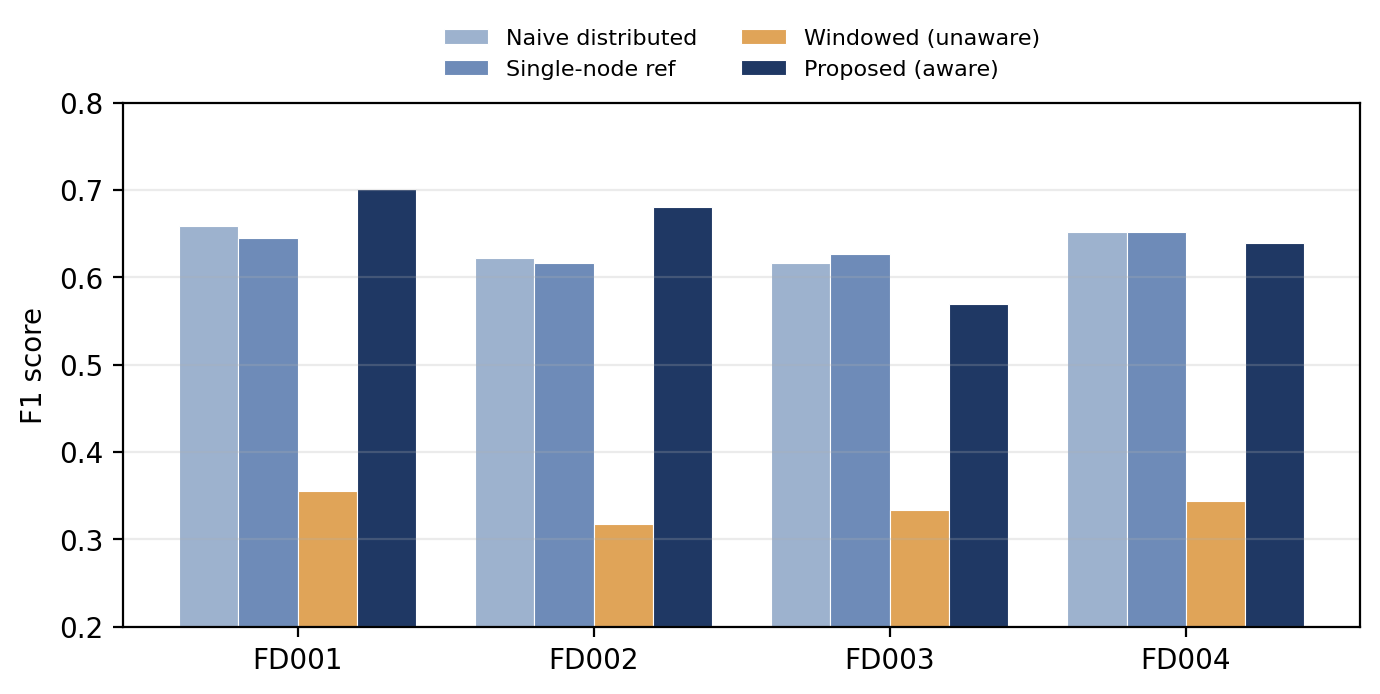 Naive distributed
Single-node ref
Windowed (unaware)
Proposed (aware)
F1 score
0.8
0.7
0.6
0.5
0.4
0.3
0.2
FD001
FD002
FD003
FD004